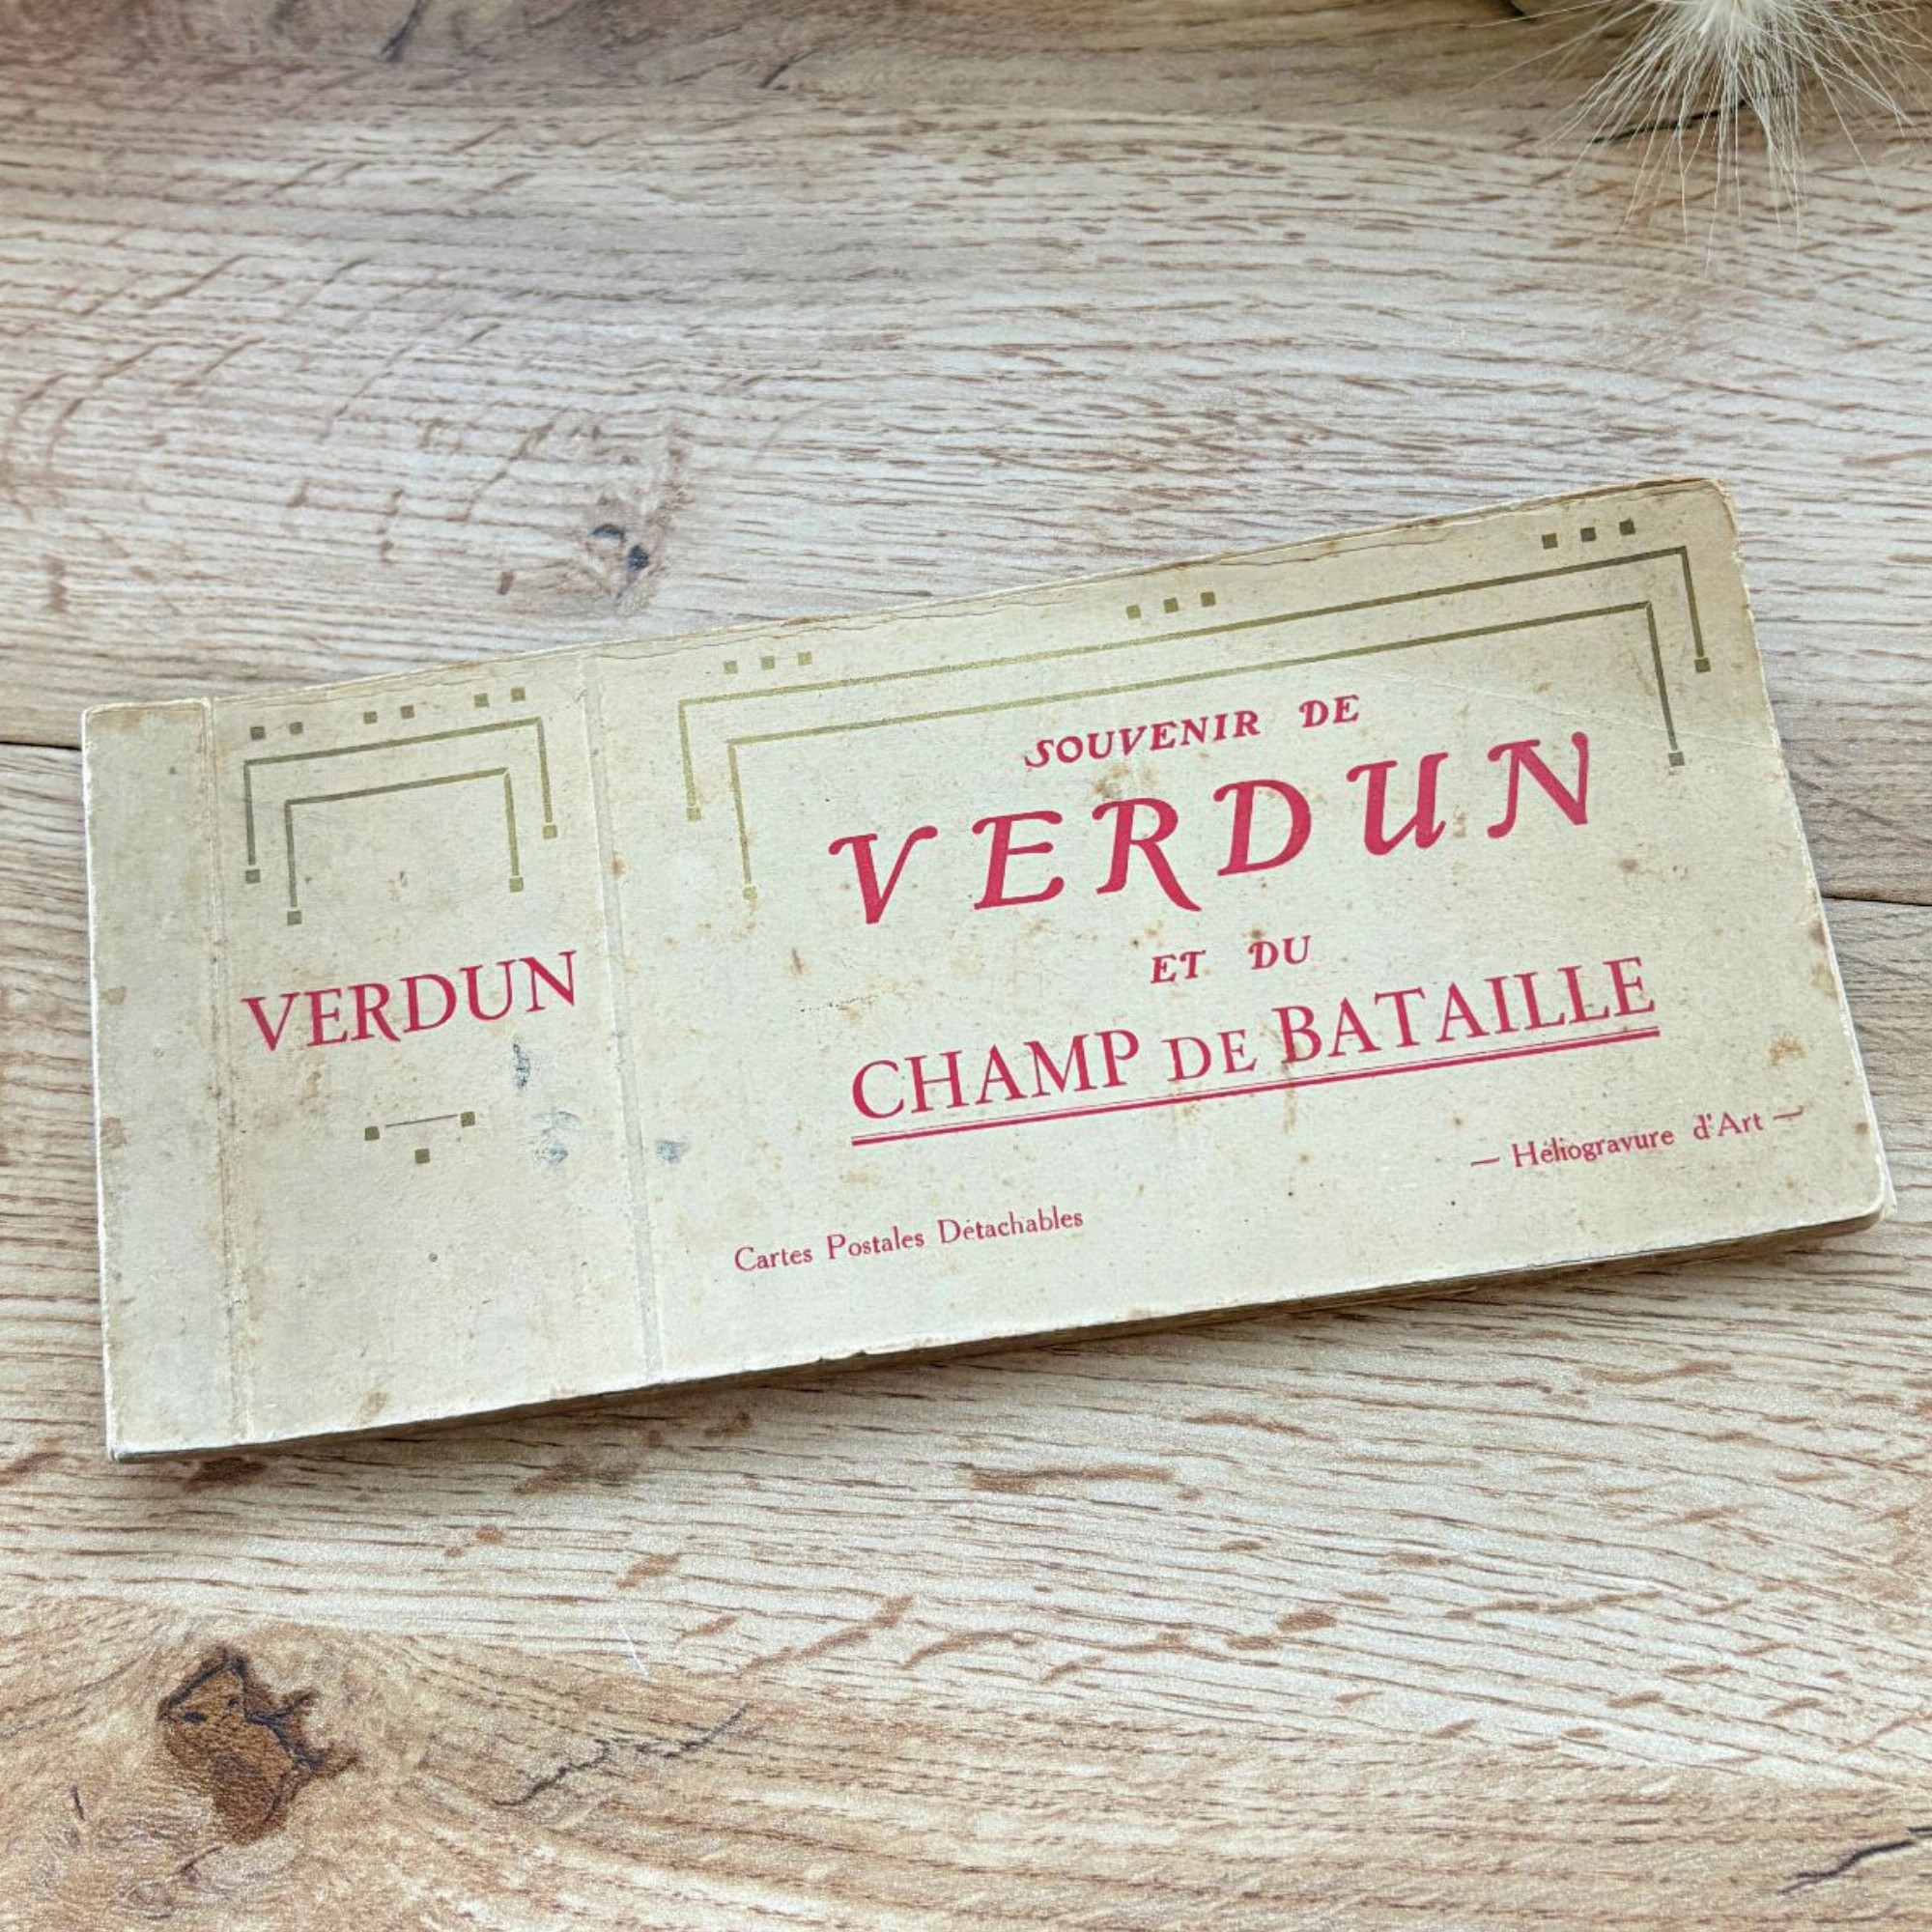 VERDUN
SOUVENIR DE
VERDUN
ET DU
CHAMP DE BATAILLE
— Héliogravure d'Art —
Cartes Postales Détachables